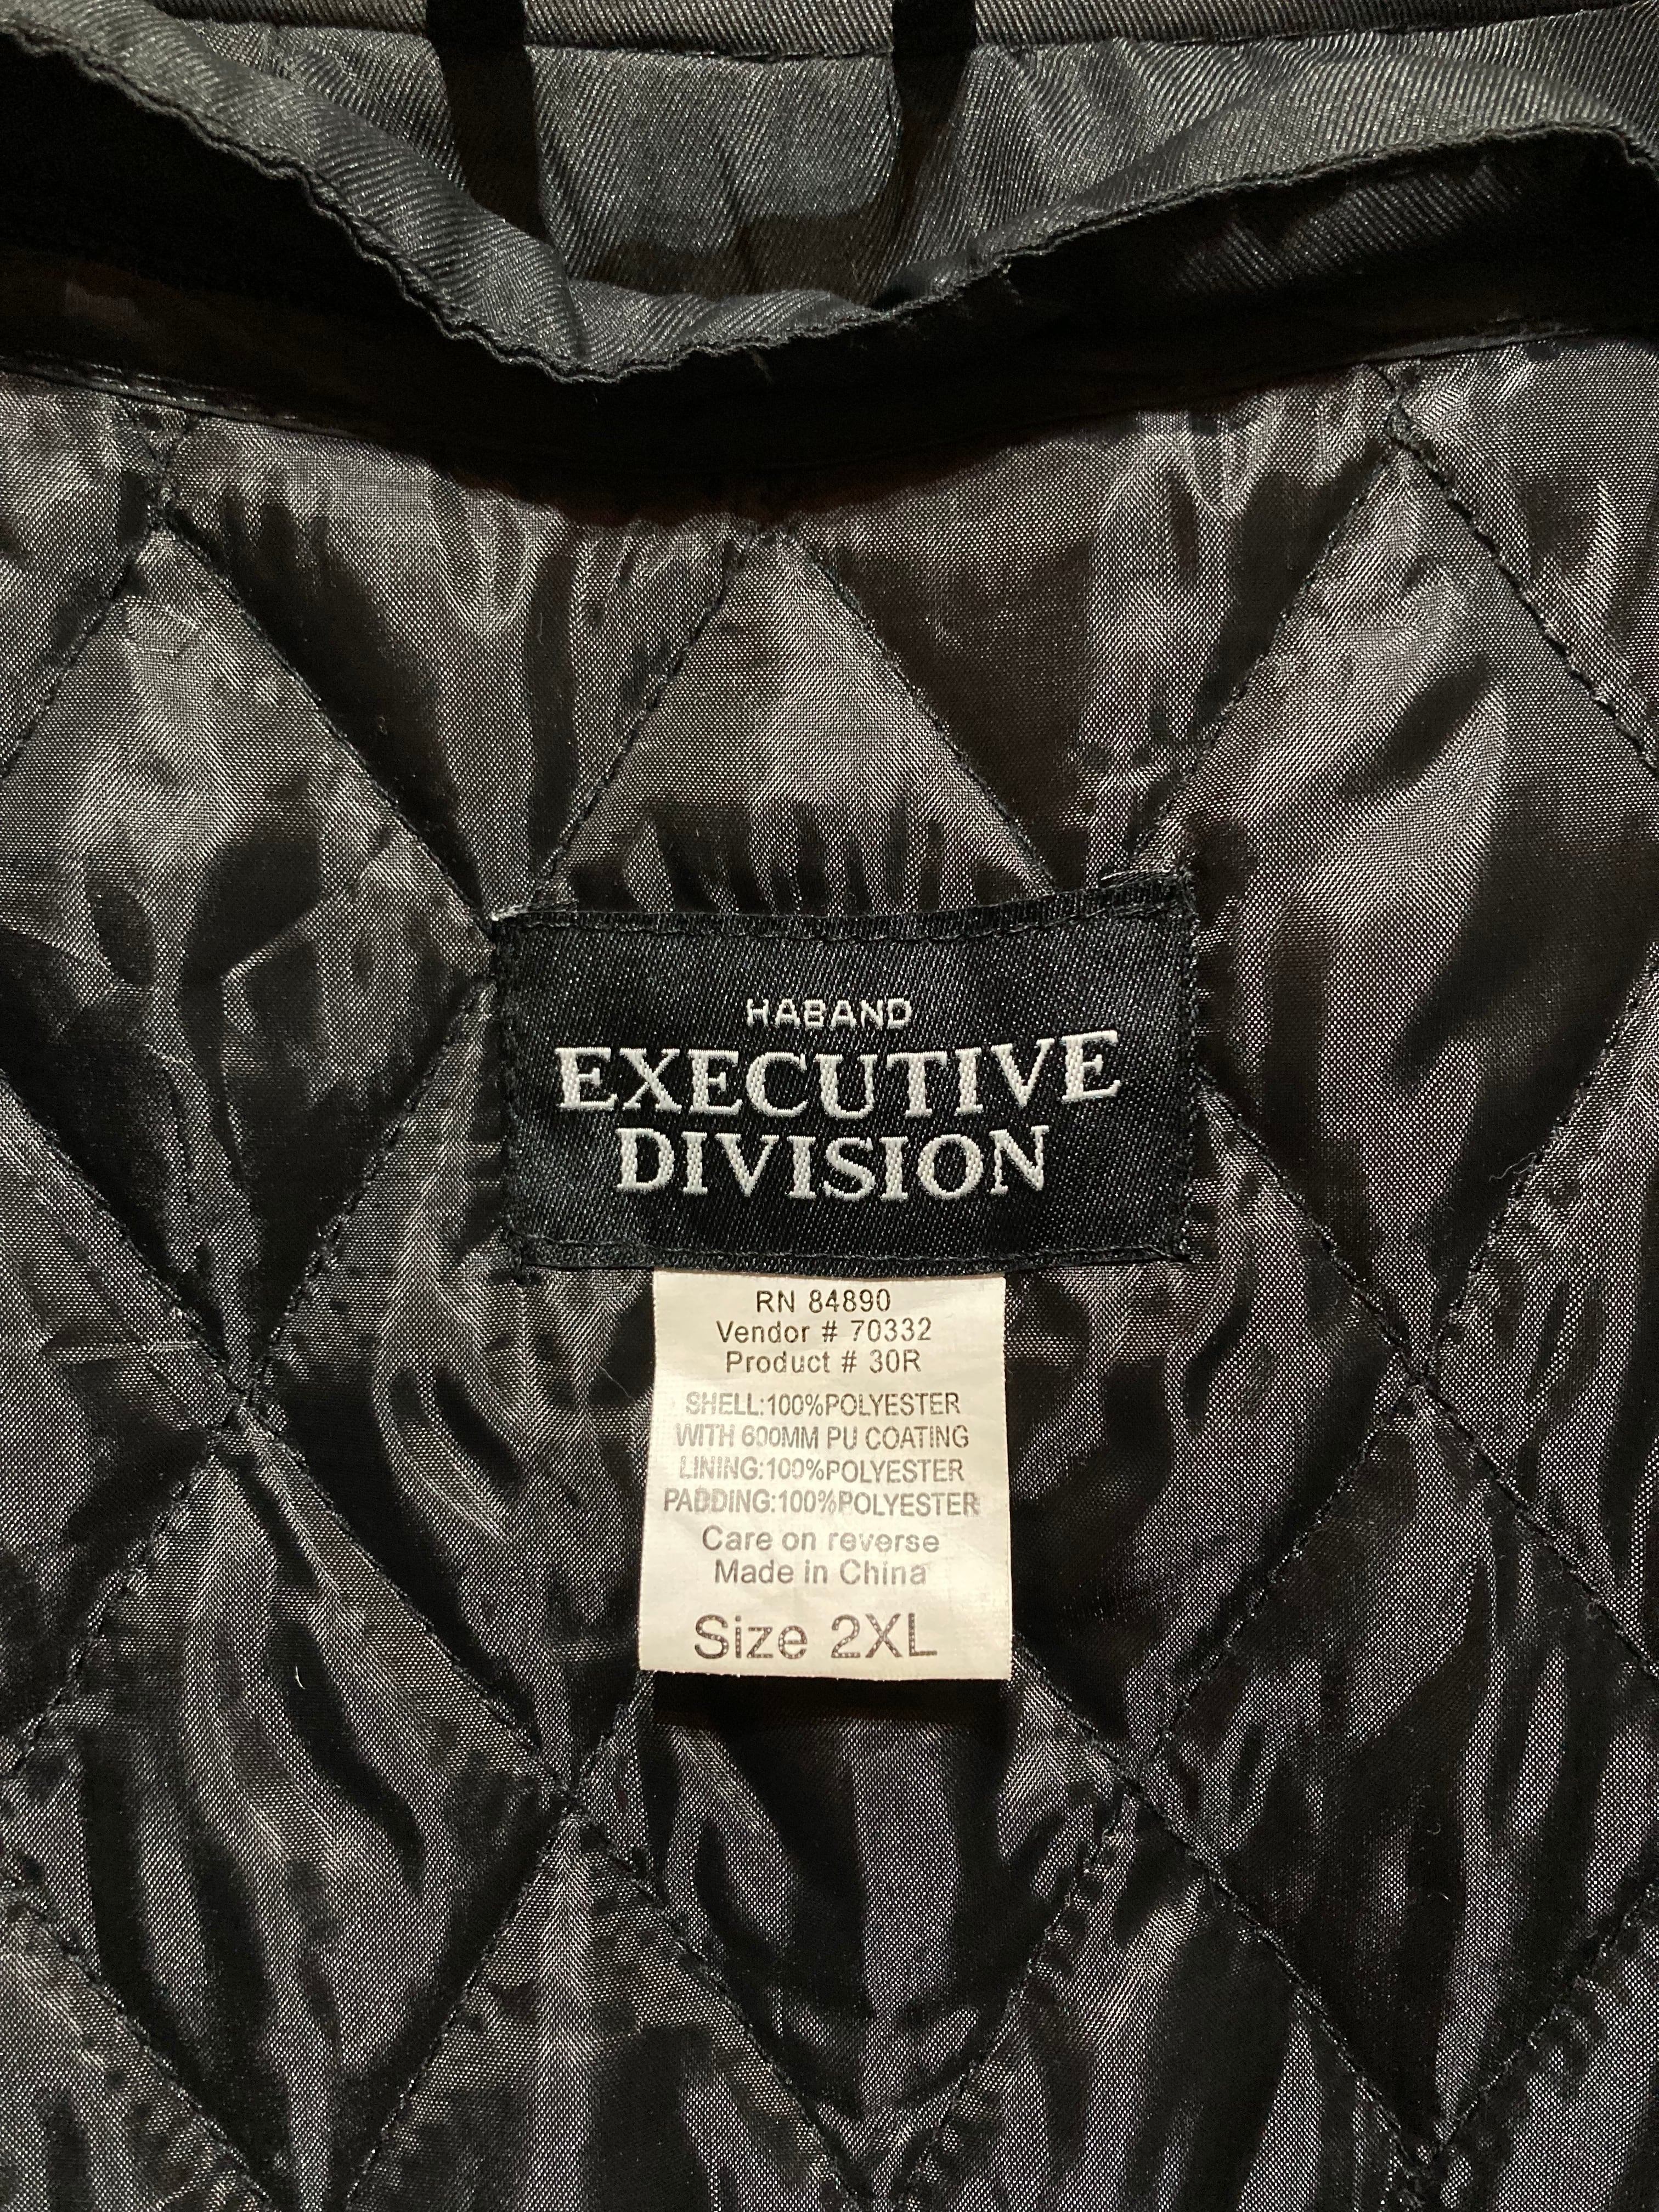 HABAND
EXECUTIVE
DIVISION
RN 84890
Vendor # 70332
Product # 30R
SHELL:100%POLYESTER
WITH 600MM PU COATING
LINING:100%POLYESTER
PADDING:100%POLYESTER
Care on reverse
Made in China
Size 2XL